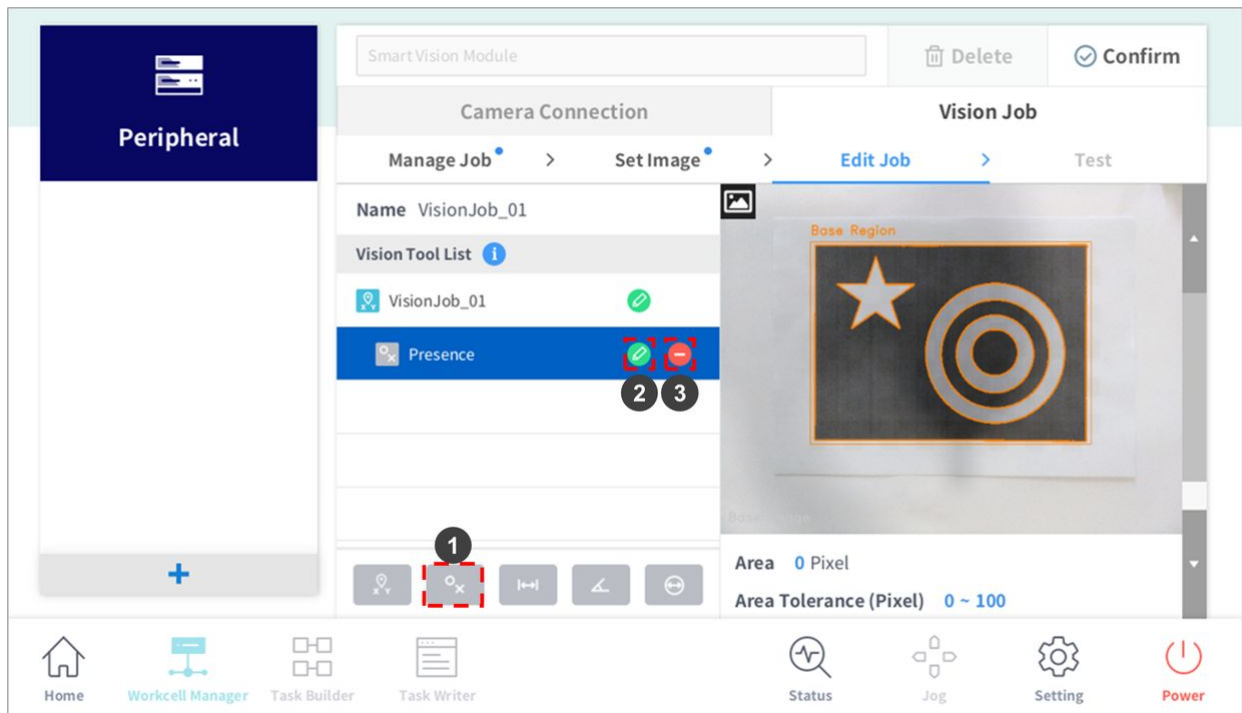 Smart Vision Module
Delete
Confirm
Peripheral
Camera Connection
Vision Job
Manage Job > Set Image > Edit Job > Test
Name VisionJob_01
Base Region
Vision Tool List i
VisionJob_01
Presence
2 3
1
Area 0 Pixel
Area Tolerance (Pixel) 0 ~ 100
Home
Workcell Manager
Task Builder
Task Writer
Status
Jog
Setting
Power